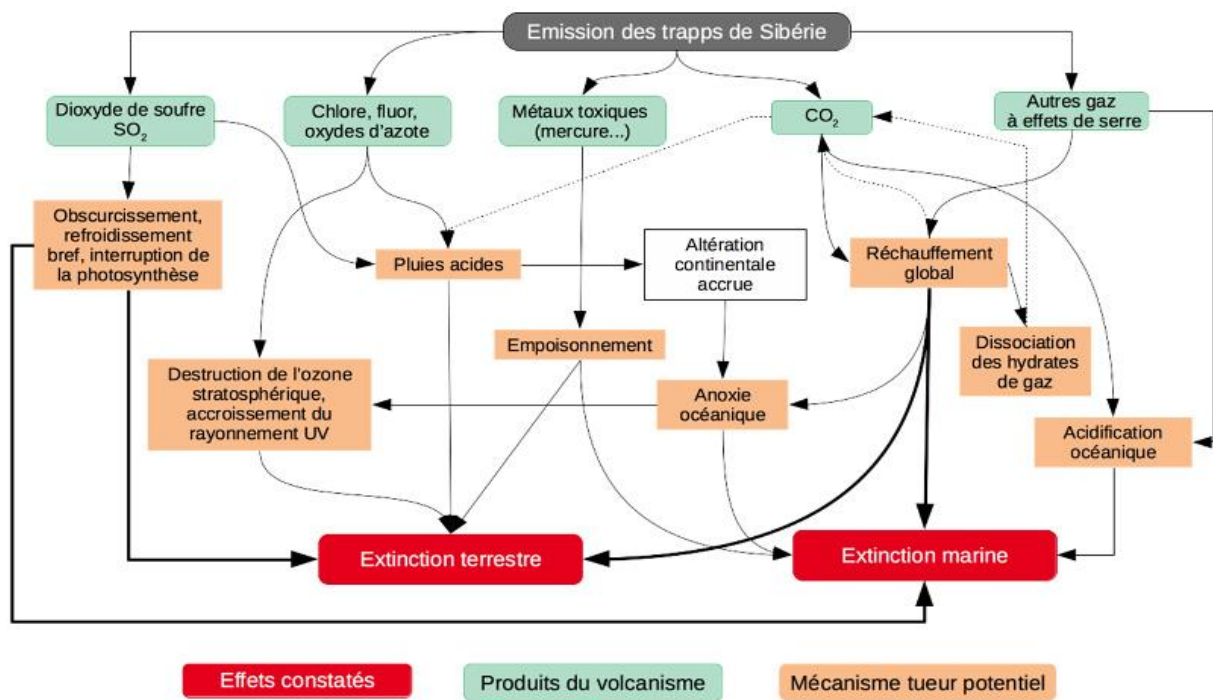 Emission des trapps de Sibérie
Dioxyde de soufre
SO₂
Chlore, fluor,
oxydes d'azote
Métaux toxiques
(mercure...)
CO₂
Autres gaz
à effets de serre
Obscurcissement,
refroidissement
bref, interruption de
la photosynthèse
Pluies acides
Altération
continentale
accrue
Réchauffement
global
Empoisonnement
Dissociation
des hydrates
de gaz
Destruction de l'ozone
stratosphérique,
accroissement du
rayonnement UV
Anoxie
océanique
Acidification
océanique
Extinction terrestre
Extinction marine
Effets constatés
Produits du volcanisme
Mécanisme tueur potentiel